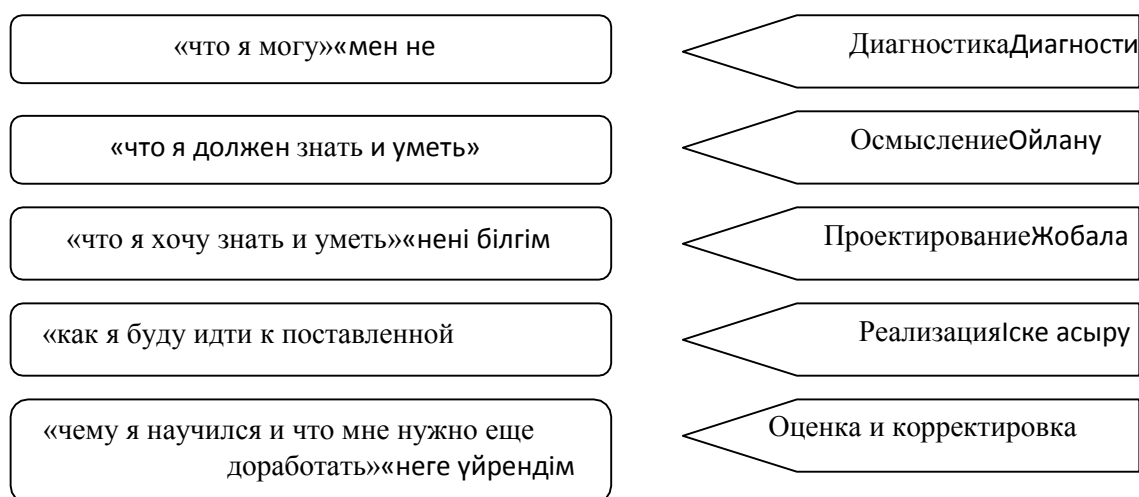 «что я могу»«мен не
ДиагностикаДиагности
«что я должен знать и уметь»
ОсмыслениеОйлану
«что я хочу знать и уметь»«нені білгім
ПроектированиеЖобала
«как я буду идти к поставленной
РеализацияІске асыру
«чему я научился и что мне нужно еще
доработать»«неге үйрендім
Оценка и корректировка